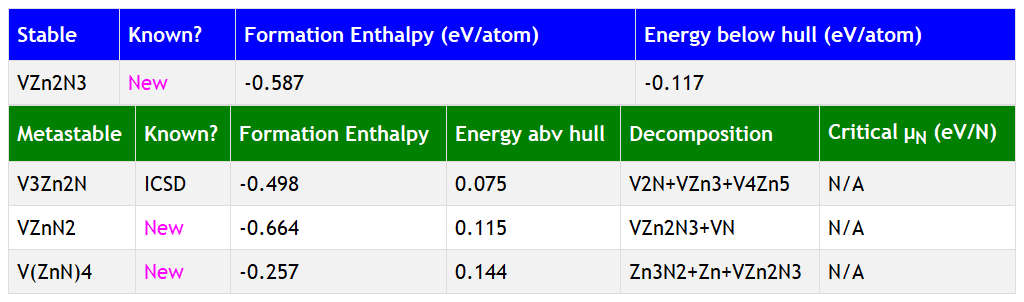 Stable Known? Formation Enthalpy (eV/atom) Energy below hull (eV/atom)
VZn2N3 New -0.587 -0.117
Metastable Known? Formation Enthalpy Energy abv hull Decomposition Critical μN (eV/N)
V3Zn2N ICSD -0.498 0.075 V2N+VZn3+V4Zn5 N/A
VZnN2 New -0.664 0.115 VZn2N3+VN N/A
V(ZnN)4 New -0.257 0.144 Zn3N2+Zn+VZn2N3 N/A